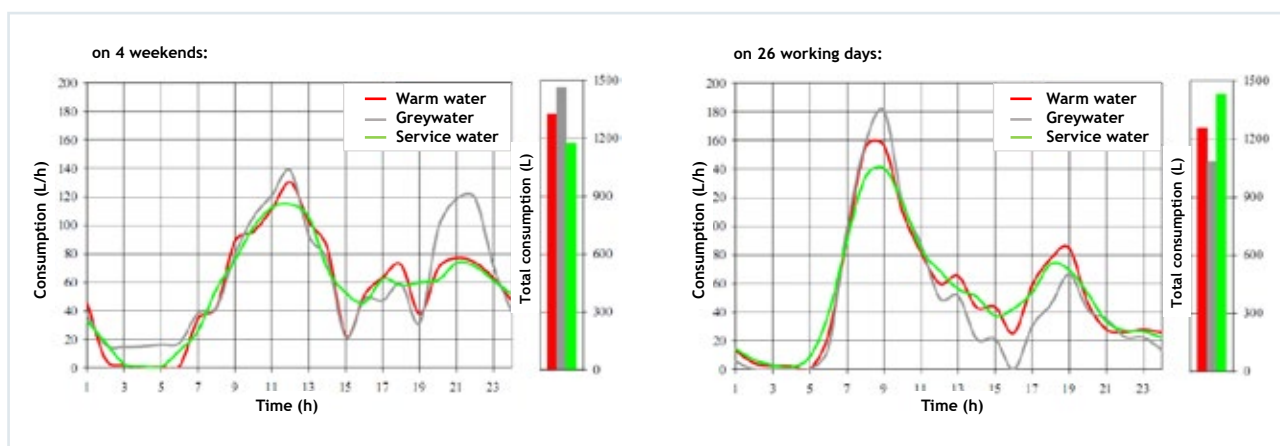 on 4 weekends:
200
180
160
140
120
100
80
60
40
20
0
Consumption (L/h)
Warm water
Greywater
Service water
1 3 5 7 9 11 13 15 17 19 21 23
Time (h)
Total consumption (L)
1500
1200
900
600
300
0
on 26 working days:
200
180
160
40
20
00
80
60
40
20
0
Consumption (L/h)
Warm water
Greywater
Service water
1 3 5 7 9 11 13 15 17 19 21 23
Time (h)
Total consumption (L)
1500
1200
900
600
300
0